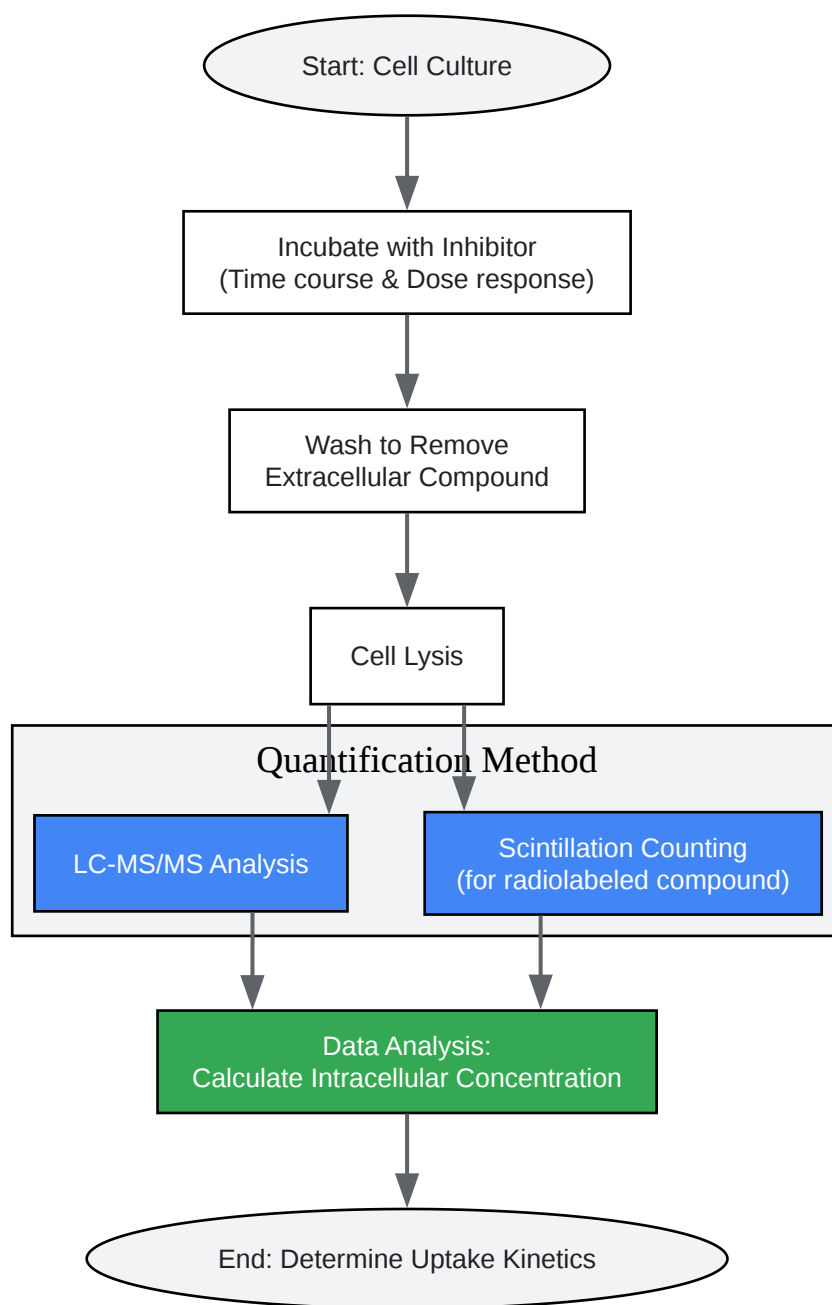 Start: Cell Culture
Incubate with Inhibitor
(Time course & Dose response)
Wash to Remove
Extracellular Compound
Cell Lysis
Quantification Method
LC-MS/MS Analysis
Scintillation Counting
(for radiolabeled compound)
Data Analysis:
Calculate Intracellular Concentration
End: Determine Uptake Kinetics